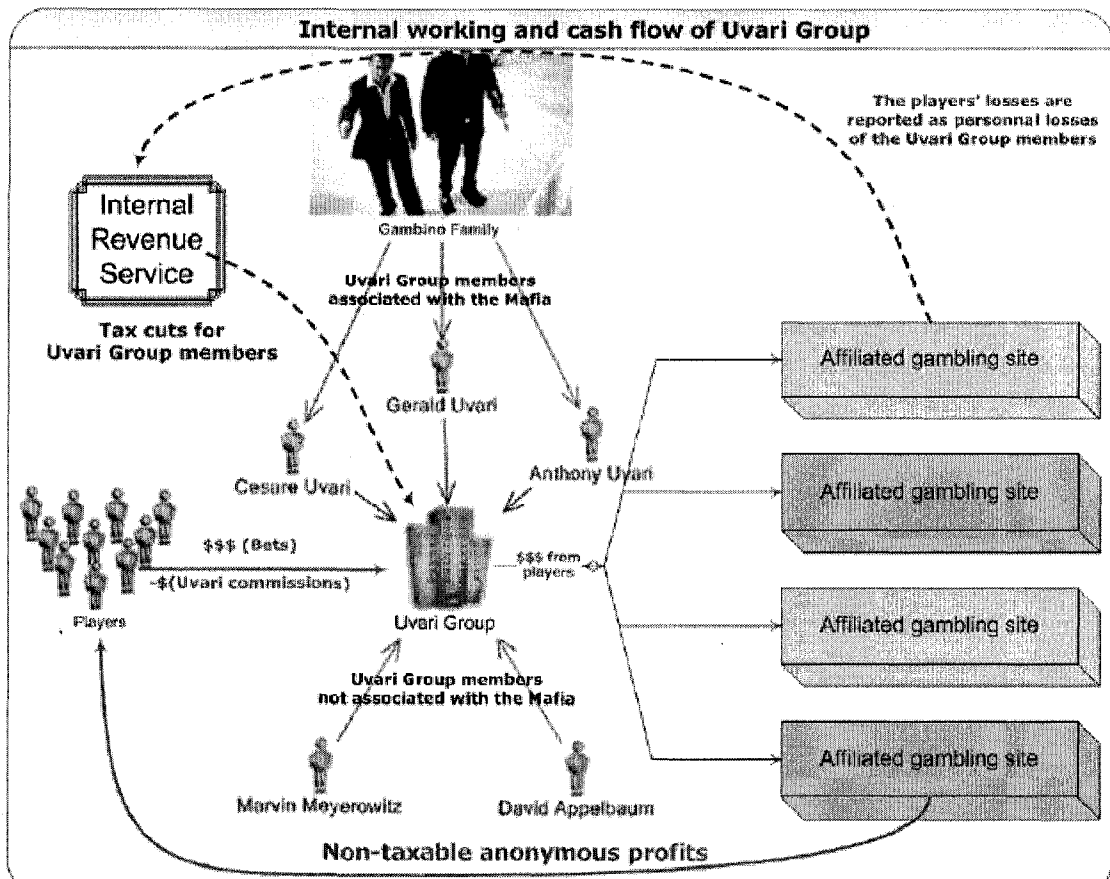 Internal working and cash flow of Uvari Group
The players' losses are
reported as personnal losses
of the Uvari Group members
Internal
Revenue
Service
Gambino Family
Uvari Group members
associated with the Mafia
Tax cuts for
Uvari Group members
Affiliated gambling site
Gerald Uvari
Cesare Uvari
Anthony Uvari
Affiliated gambling site
$$$ (Bets)
-$(Uvari commissions)
$$$ from
players
Players
Uvari Group
Affiliated gambling site
Uvari Group members
not associated with the Mafia
Affiliated gambling site
Marvin Meyerowitz
David Appelbaum
Non-taxable anonymous profits